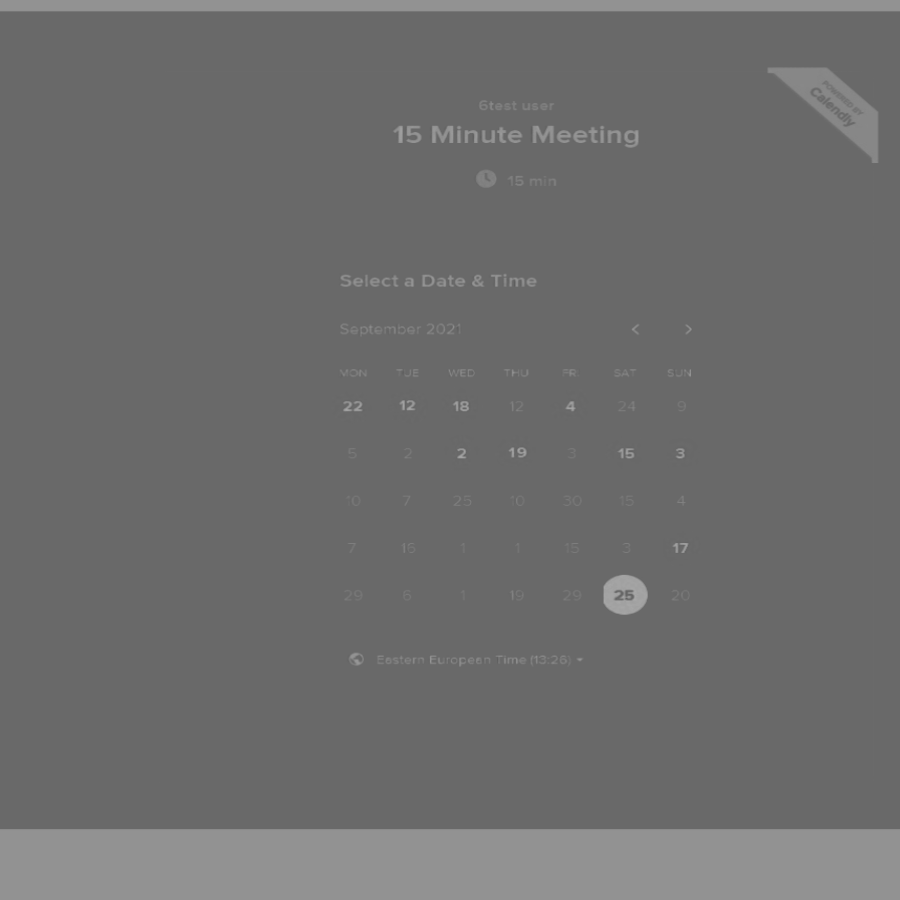 POWERED BY
Calendly
6test user
15 Minute Meeting
15 min
Select a Date & Time
September 2021
MON TUE WED THU FRI SAT SUN
22 12 18 12 4 24 9
5 2 2 19 3 15 3
10 7 25 10 30 15 4
7 16 1 1 15 3 17
29 6 1 19 29 25 20
Eastern European Time (13:26)